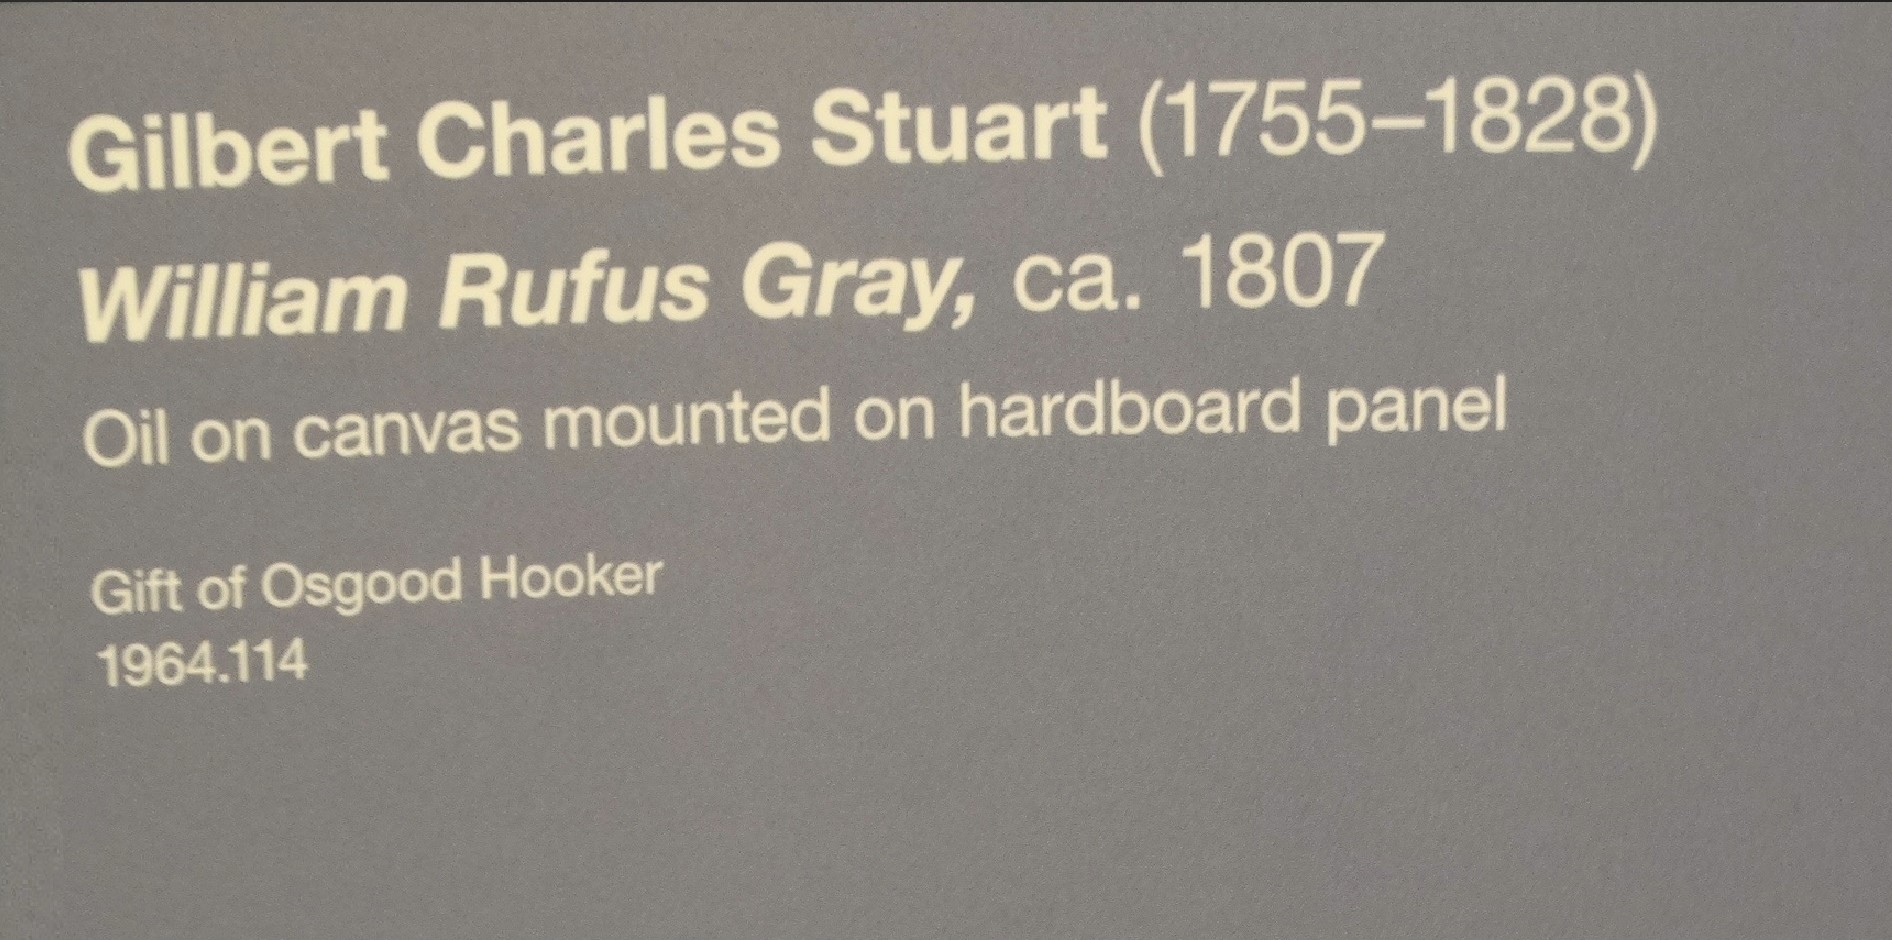 Gilbert Charles Stuart (1755–1828)
William Rufus Gray, ca. 1807
Oil on canvas mounted on hardboard panel
Gift of Osgood Hooker
1964.114